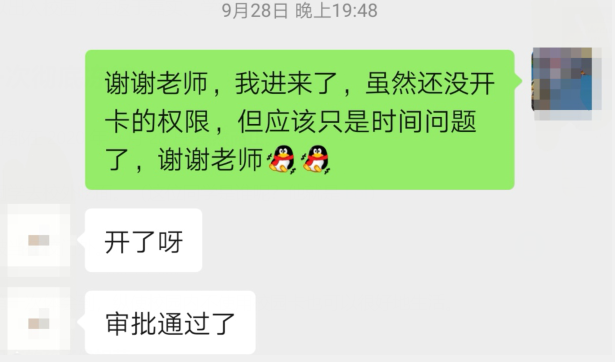 9月28日 晚上19:48
谢谢老师，我进来了，虽然还没开
卡的权限，但应该只是时间问题
了，谢谢老师
开了呀
审批通过了